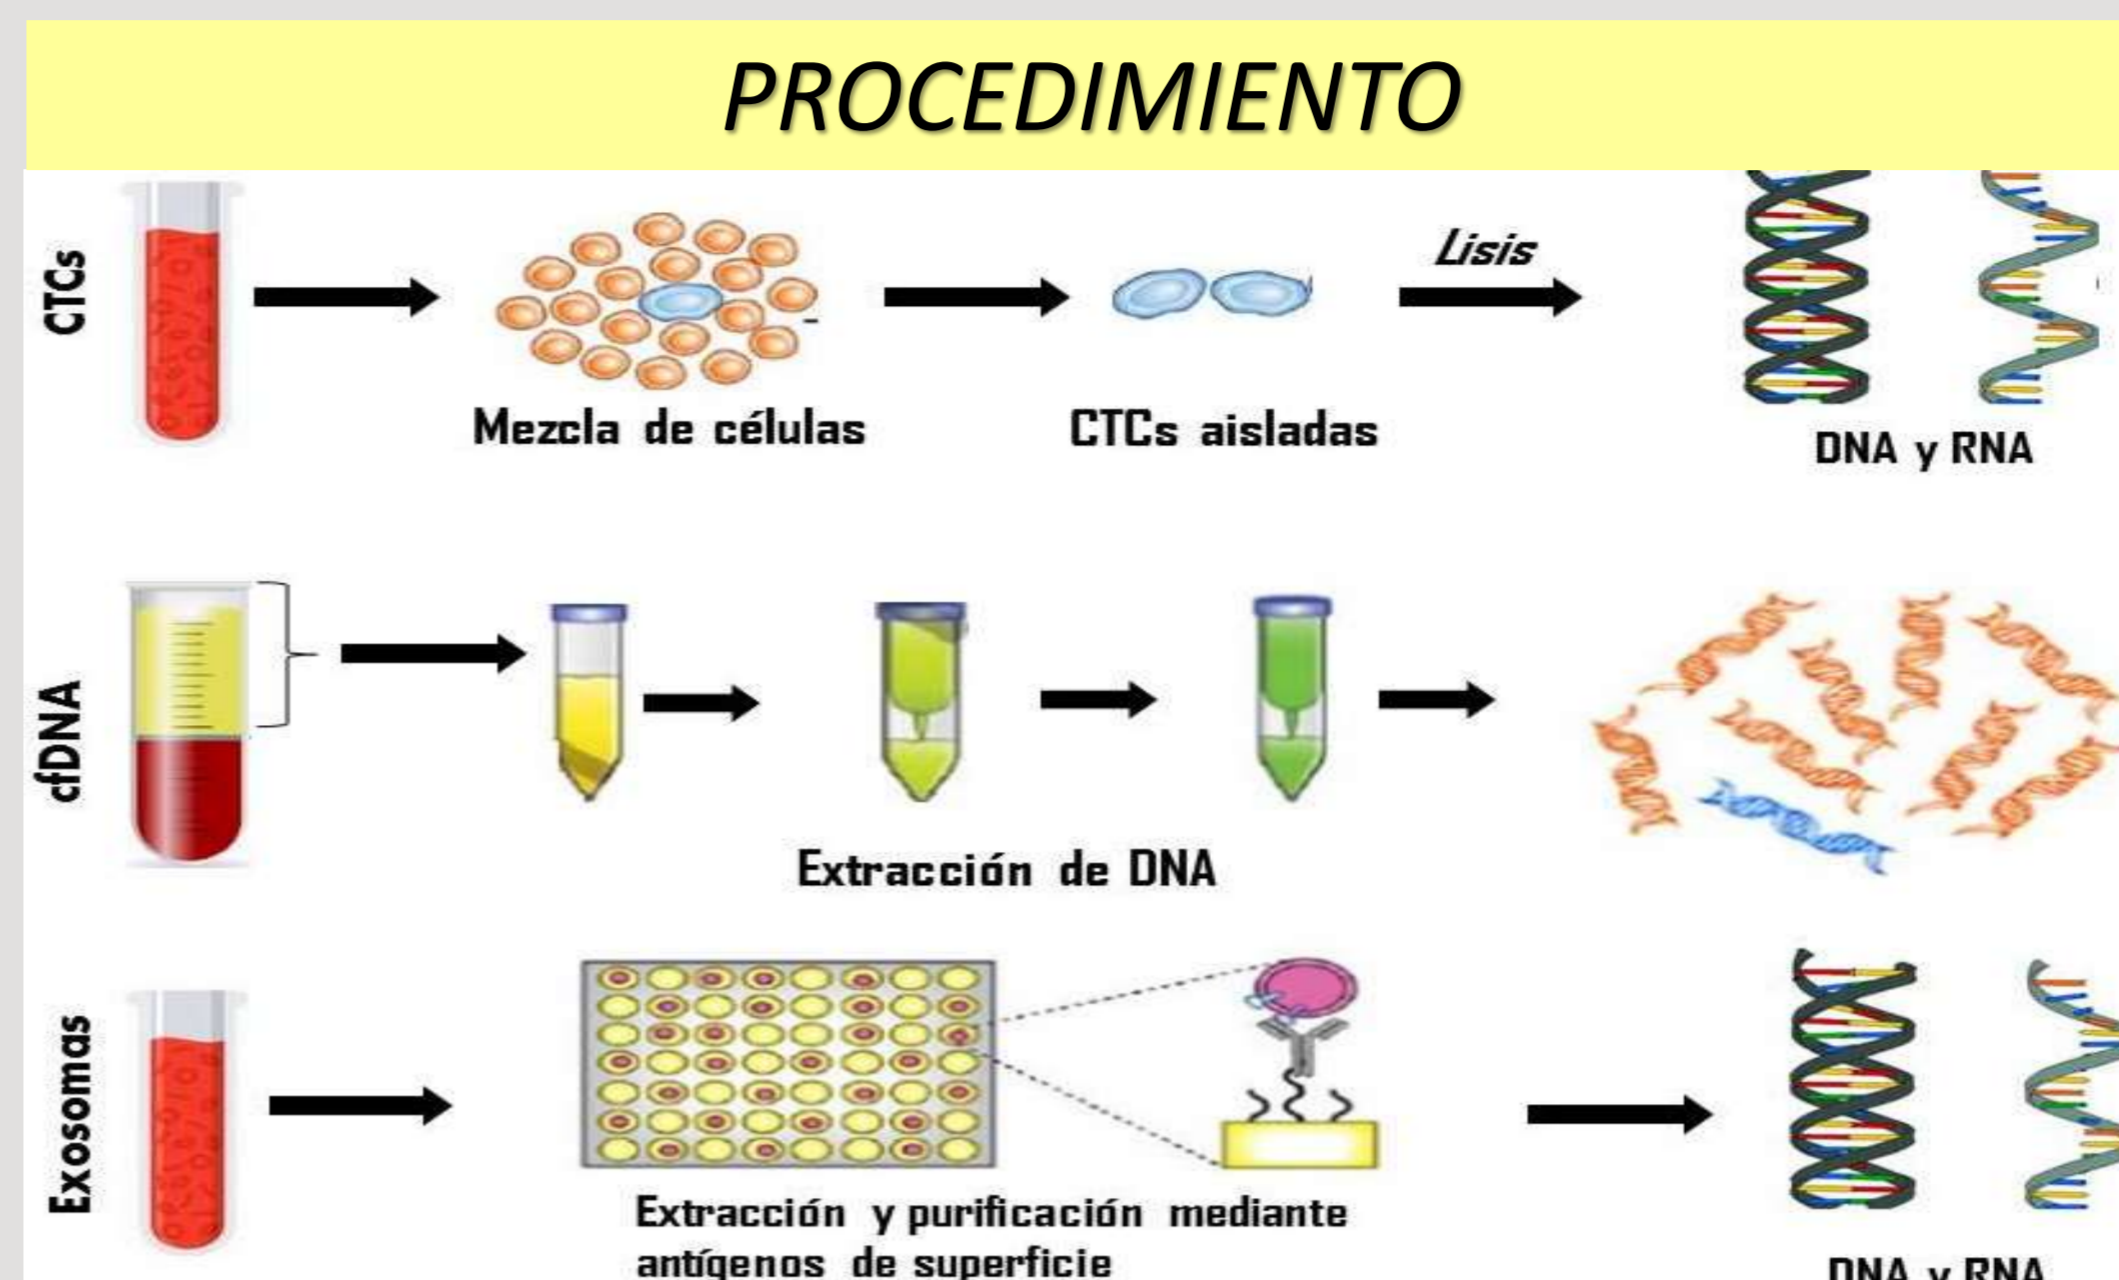 PROCEDIMIENTO
CTCs
Lisis
Mezcla de células
CTCs aisladas
DNA y RNA
cfDNA
Extracción de DNA
Exosomas
Extracción y purificación mediante
antígenos de superficie
DNA y RNA